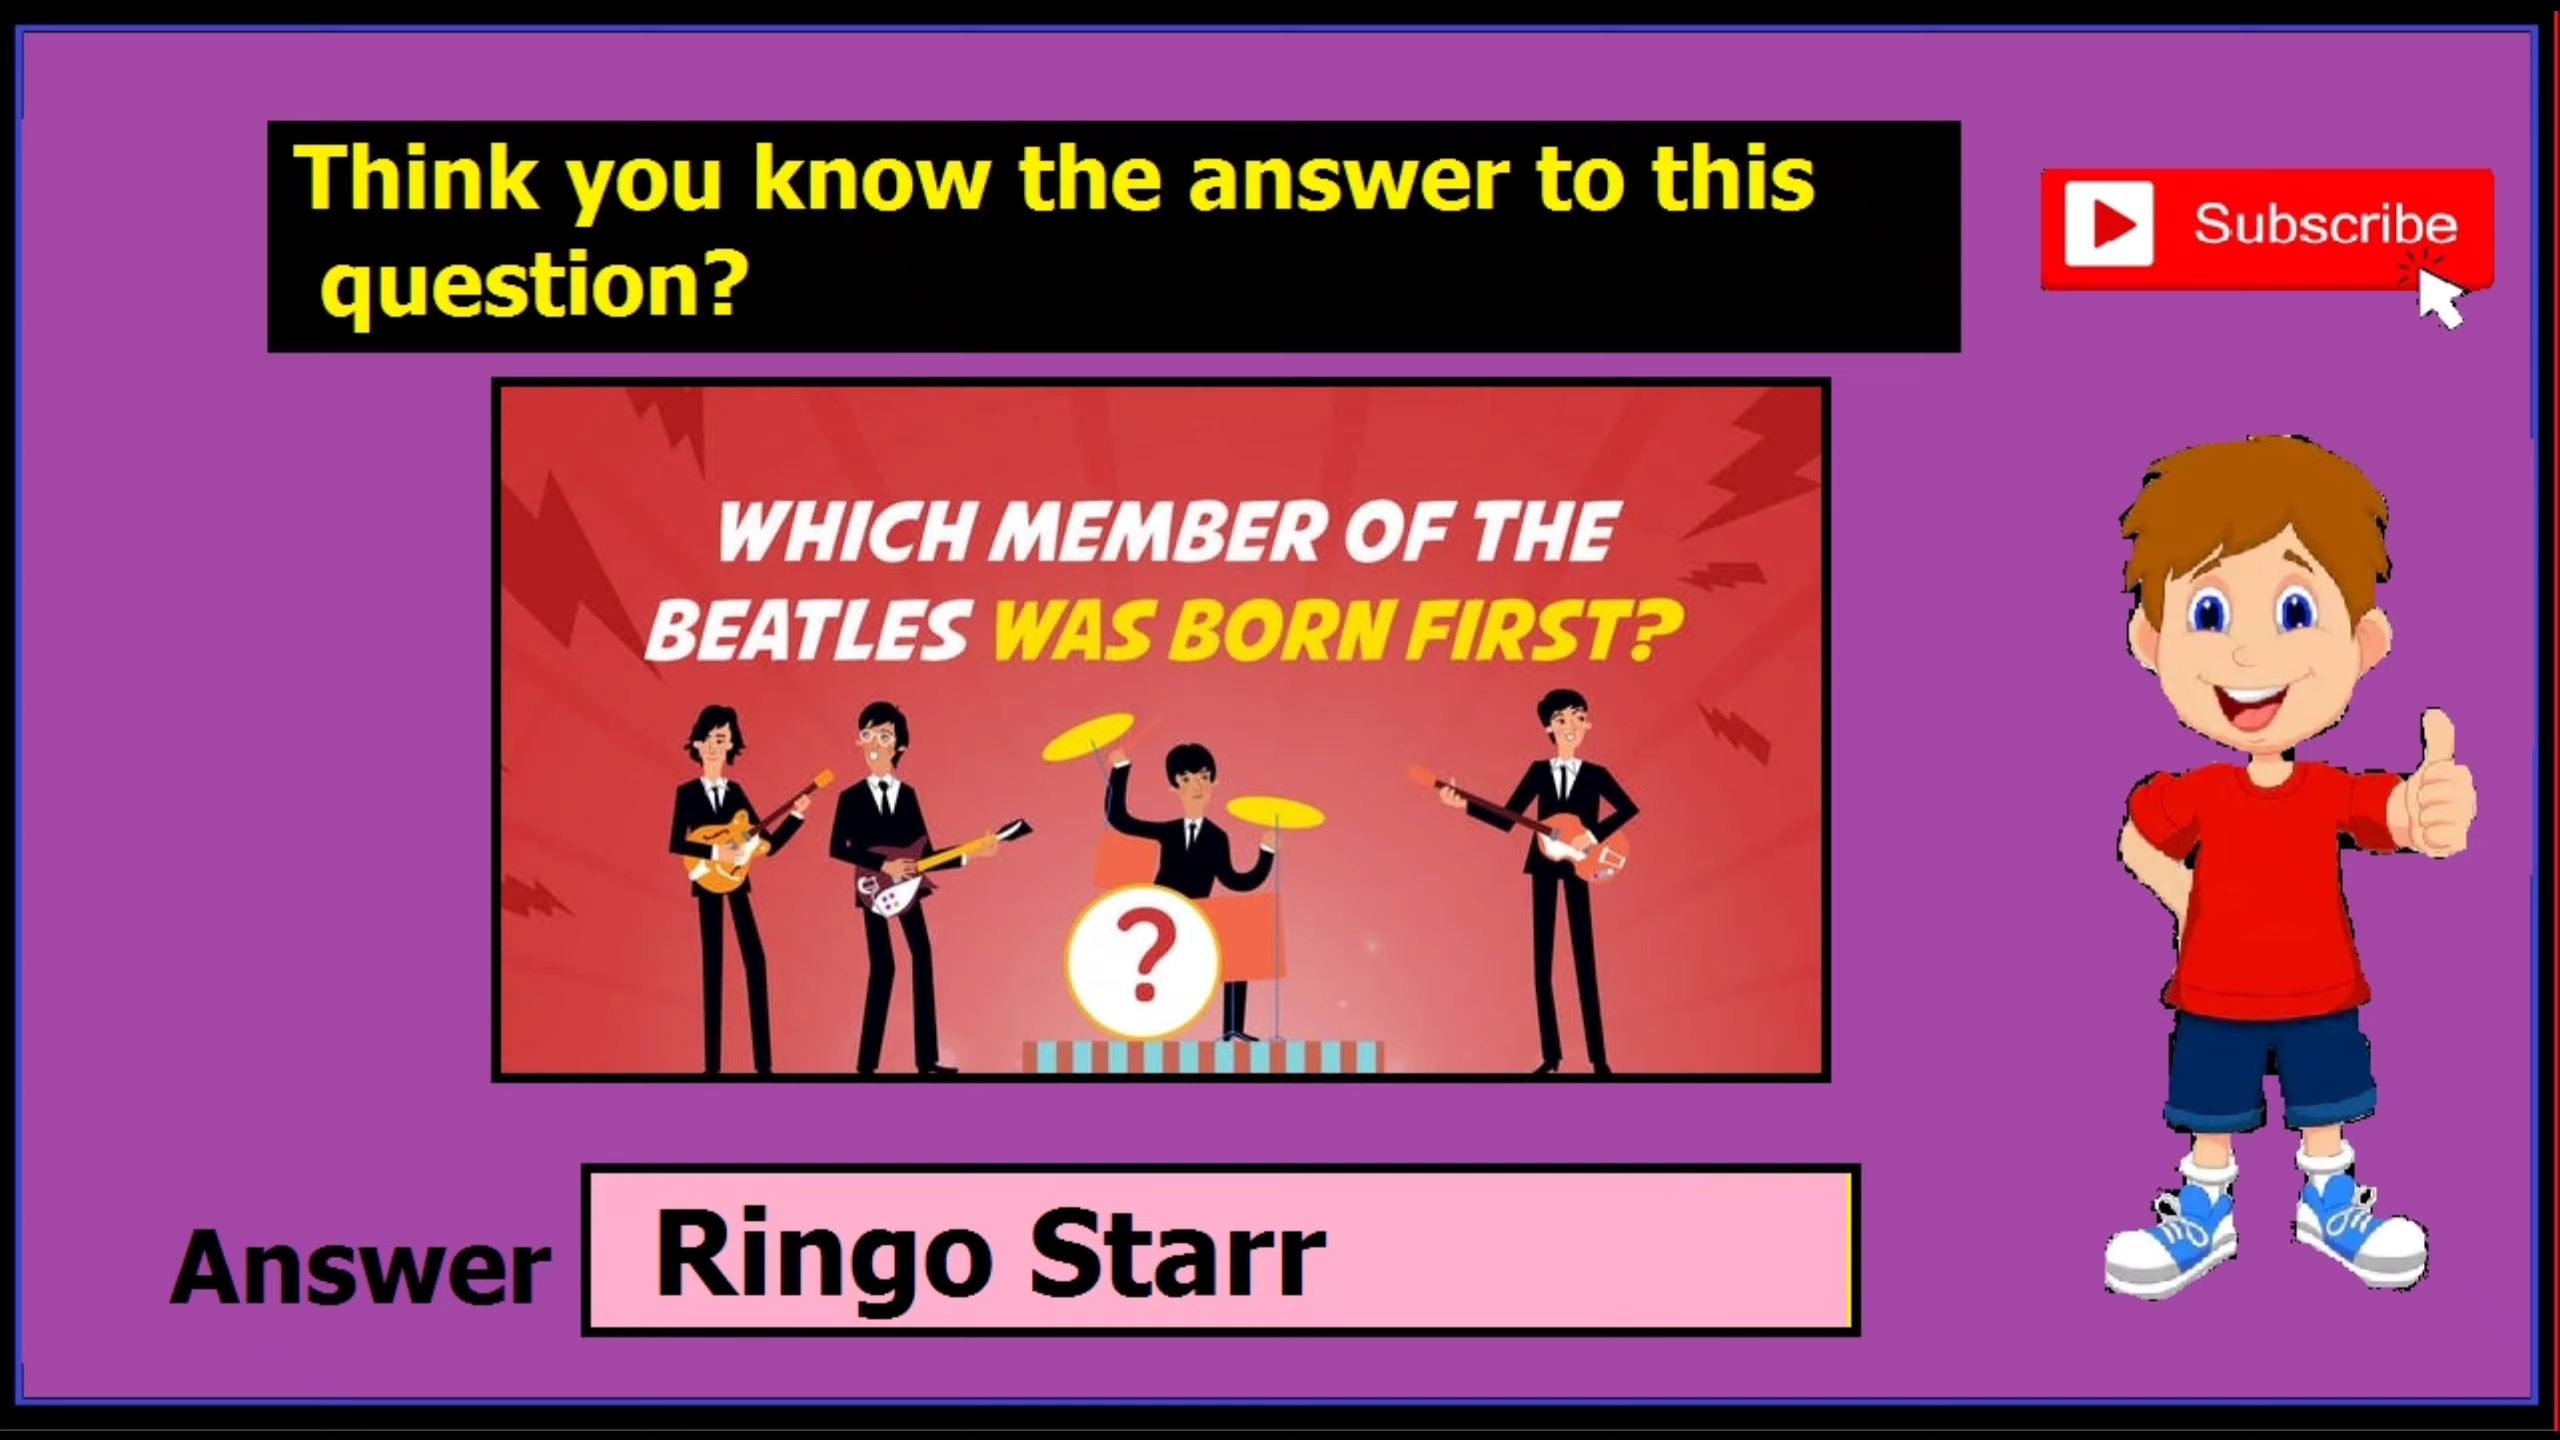 Think you know the answer to this
question?
Subscribe
WHICH MEMBER OF THE
BEATLES WAS BORN FIRST?
?
Answer
Ringo Starr